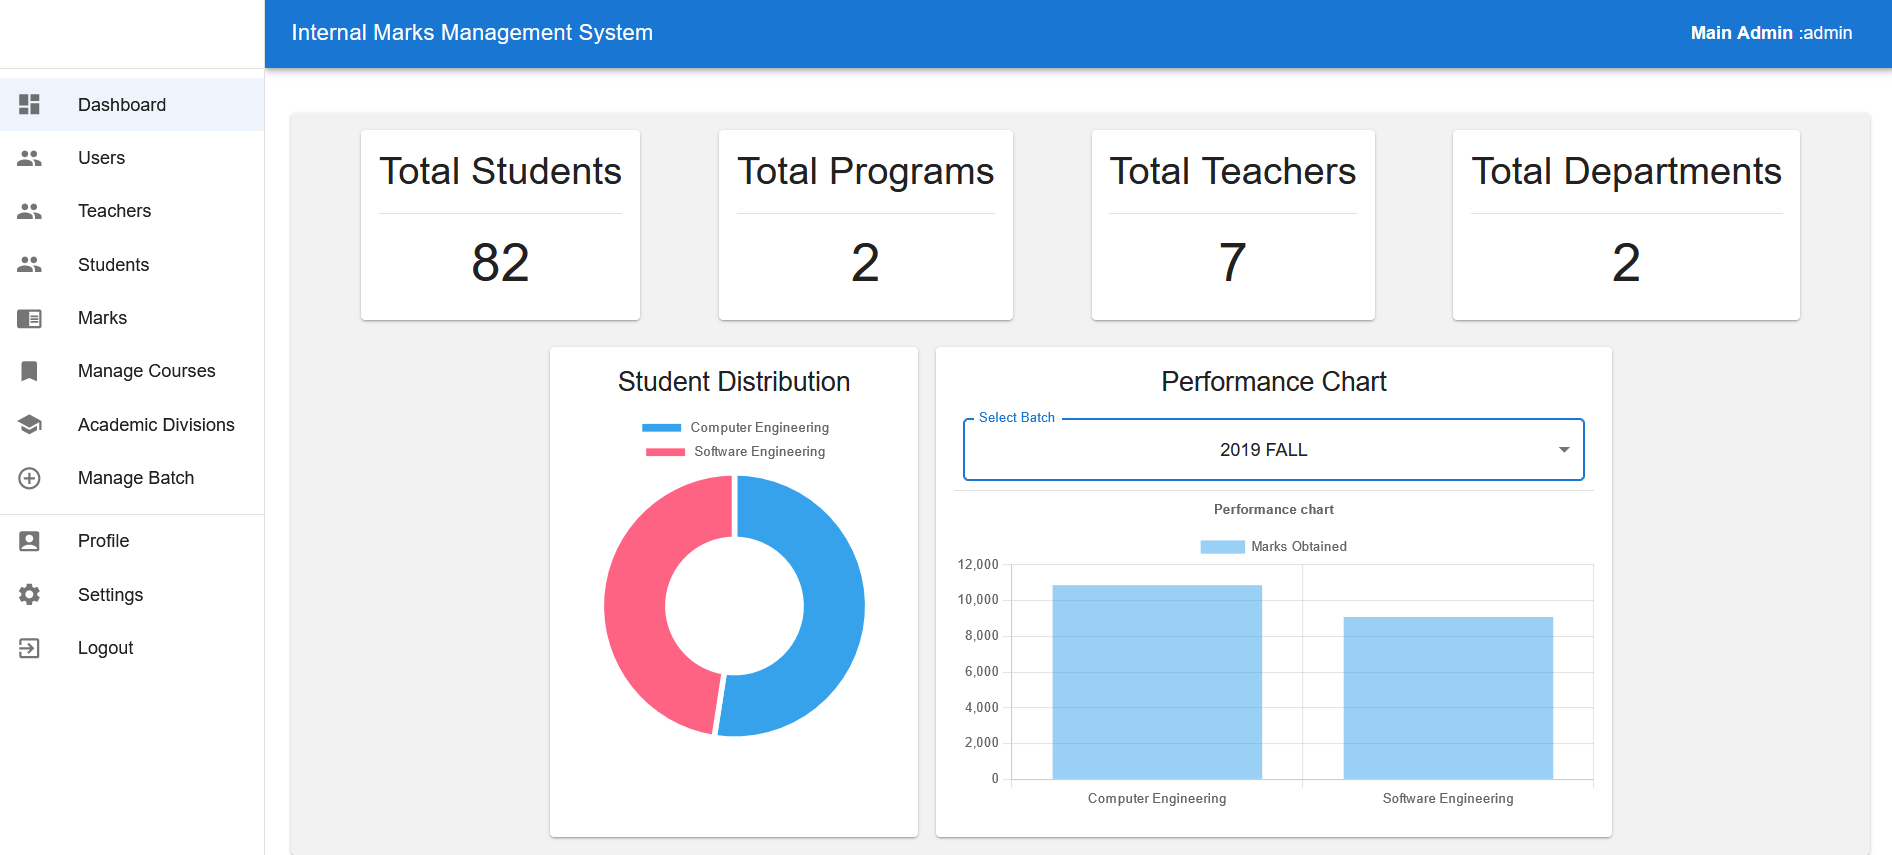 Internal Marks Management System
Main Admin :admin
Dashboard
Users
Teachers
Students
Marks
Manage Courses
Academic Divisions
Manage Batch
Profile
Settings
Logout
Total Students
82
Total Programs
2
Total Teachers
7
Total Departments
2
Student Distribution
Computer Engineering
Software Engineering
Performance Chart
Select Batch
2019 FALL
Performance chart
Marks Obtained
12,000
10,000
8,000
6,000
4,000
2,000
0
Computer Engineering
Software Engineering